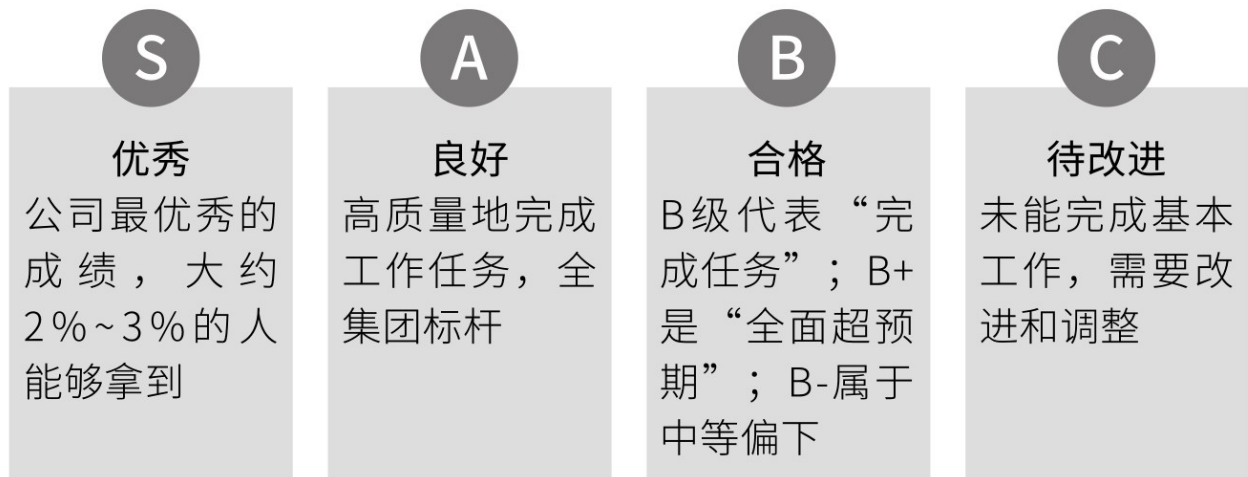 S
优秀
公司最优秀的
成绩，大约
2%~3%的人
能够拿到
A
良好
高质量地完成
工作任务，全
集团标杆
B
合格
B级代表“完
成任务”；B+
是“全面超预
期”；B-属于
中等偏下
C
待改进
未能完成基本
工作，需要改
进和调整